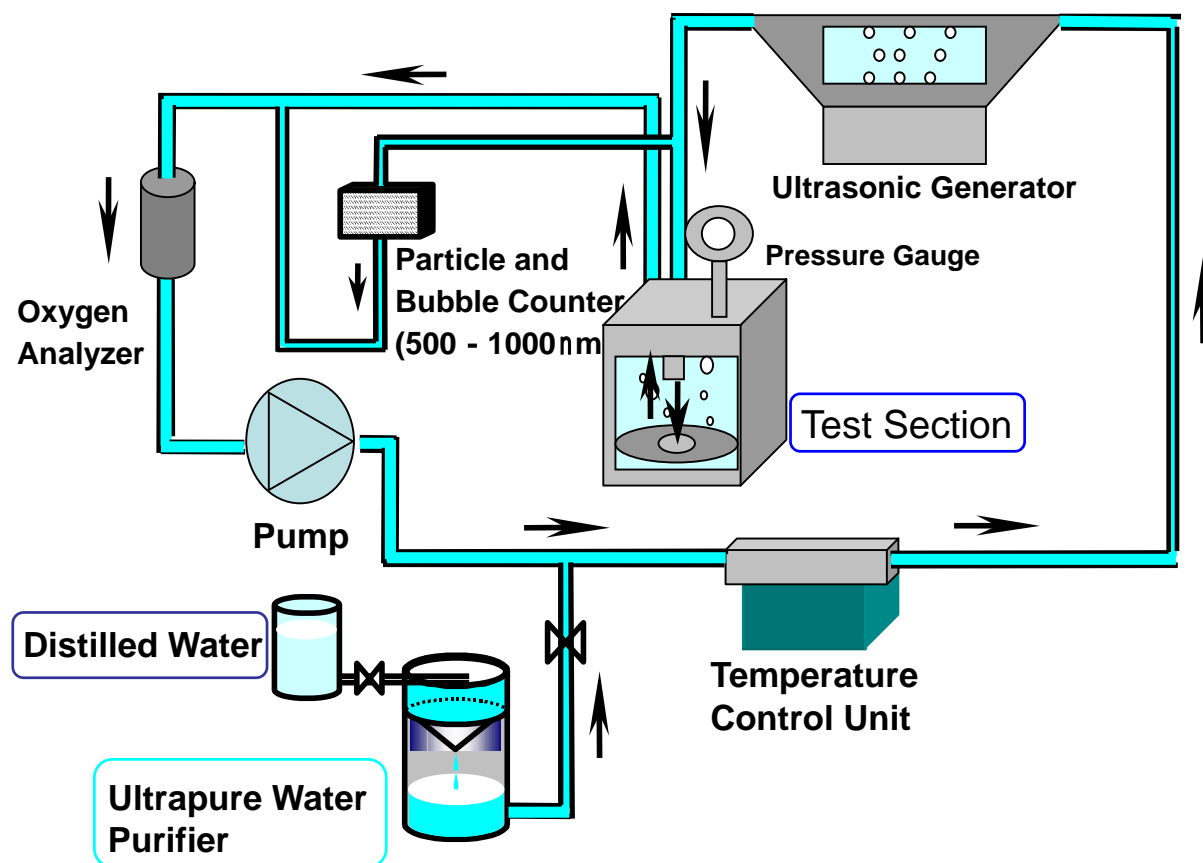 Ultrasonic Generator
Pressure Gauge
Particle and
Bubble Counter
(500 - 1000nm
Oxygen
Analyzer
Test Section
Pump
Distilled Water
Temperature
Control Unit
Ultrapure Water
Purifier